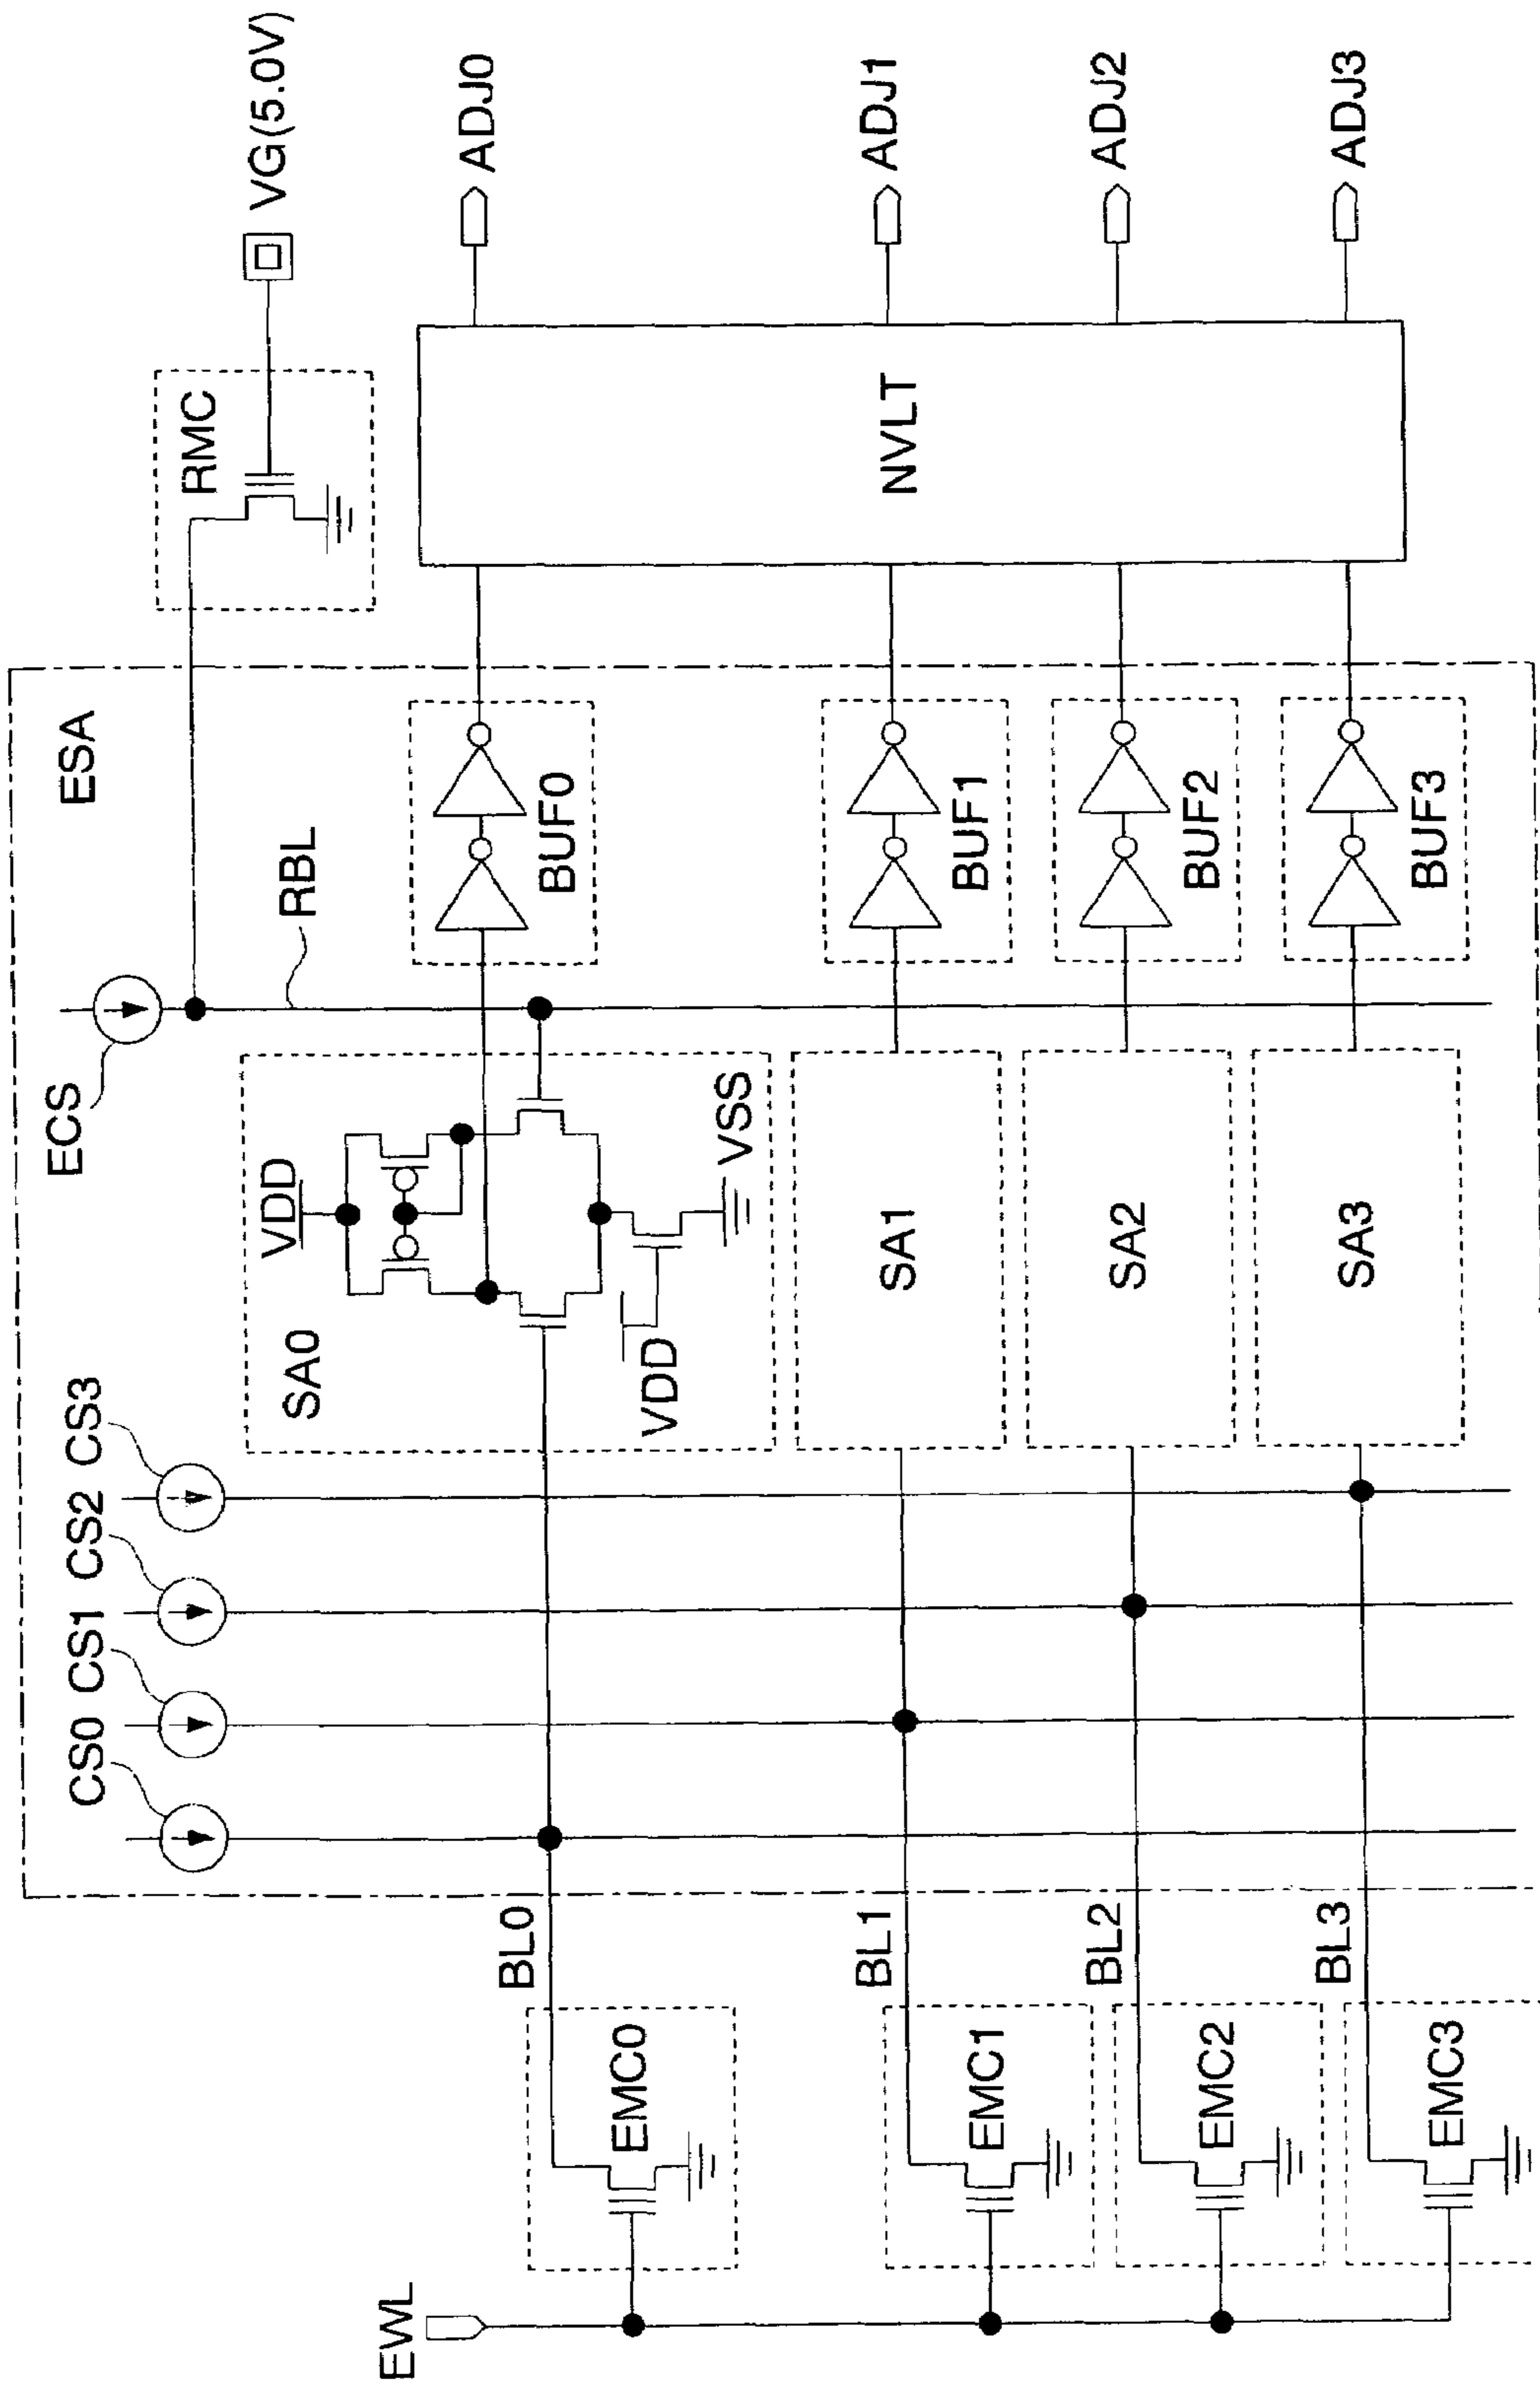 EWL
EMC0
EMC1
EMC2
EMC3
BL0
BL1
BL2
BL3
CS0
CS1
CS2
CS3
ECS
ESA
SA0
VDD
VDD
VSS
SA1
SA2
SA3
RBL
BUF0
BUF1
BUF2
BUF3
RMC
VG(5.0V)
NVLT
ADJ0
ADJ1
ADJ2
ADJ3